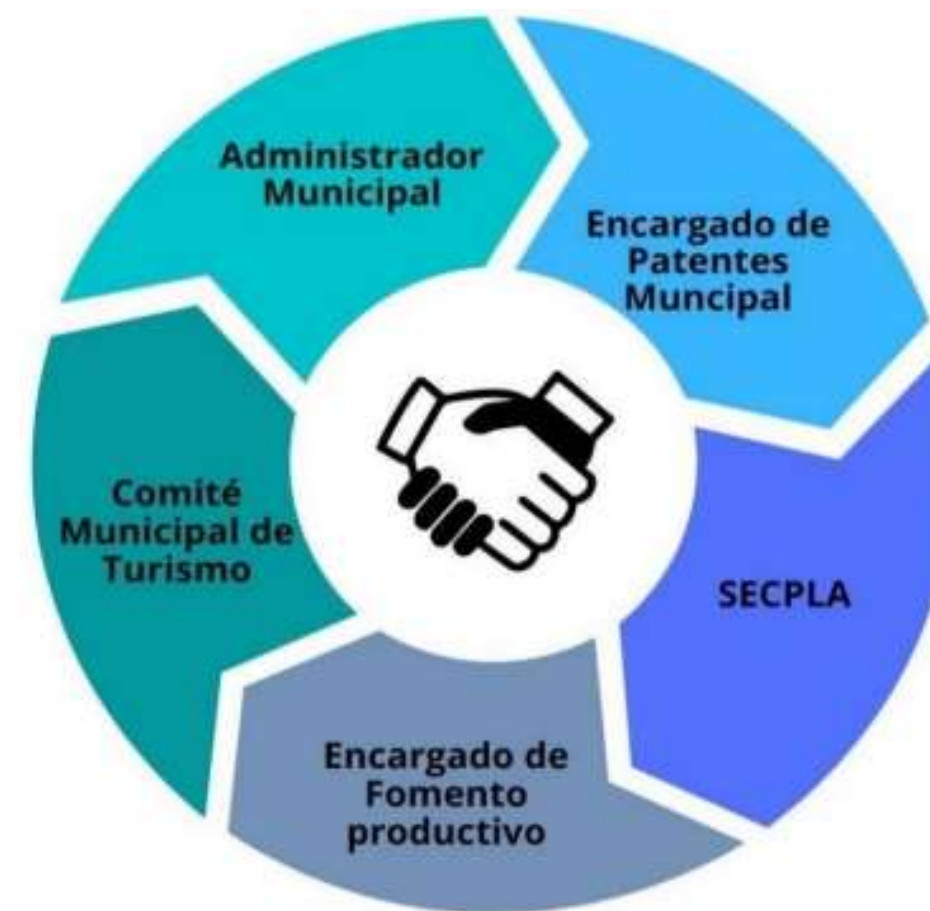 Administrador
Municipal
Encargado de
Patentes
Muncipal
SECPLA
Encargado de
Fomento
productivo
Comité
Municipal de
Turismo